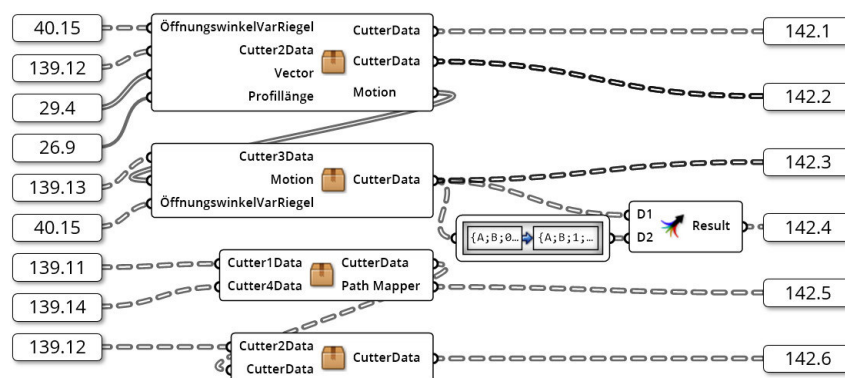 40.15
139.12
29.4
26.9
ÖffnungswinkelVarRiegel
Cutter2Data
Vector
Profillänge
CutterData
CutterData
Motion
142.1
142.2
139.13
40.15
Cutter3Data
Motion
ÖffnungswinkelVarRiegel
CutterData
142.3
{A;B;0…
{A;B;1;…
D1
D2
Result
142.4
139.11
139.14
Cutter1Data
Cutter4Data
CutterData
Path Mapper
142.5
139.12
Cutter2Data
CutterData
CutterData
142.6